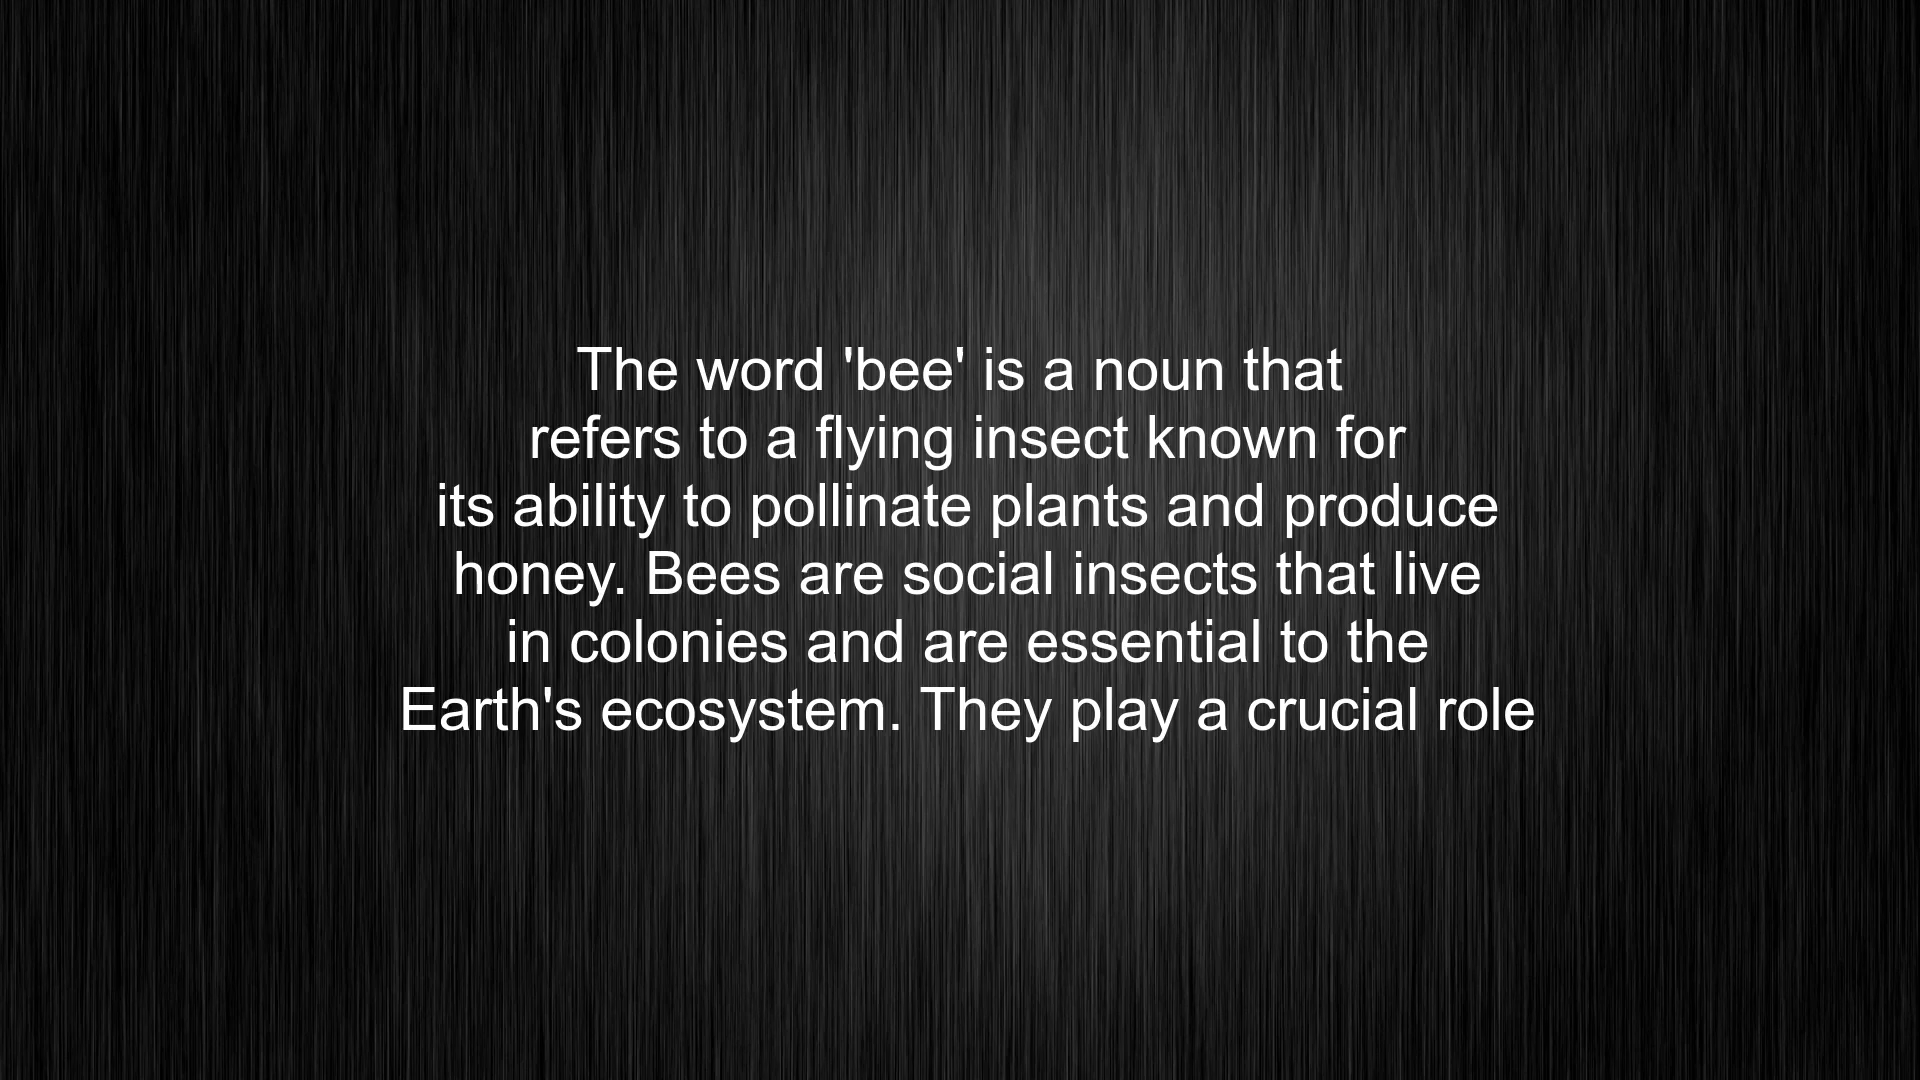 The word 'bee' is a noun that
refers to a flying insect known for
its ability to pollinate plants and produce
honey. Bees are social insects that live
in colonies and are essential to the
Earth's ecosystem. They play a crucial role